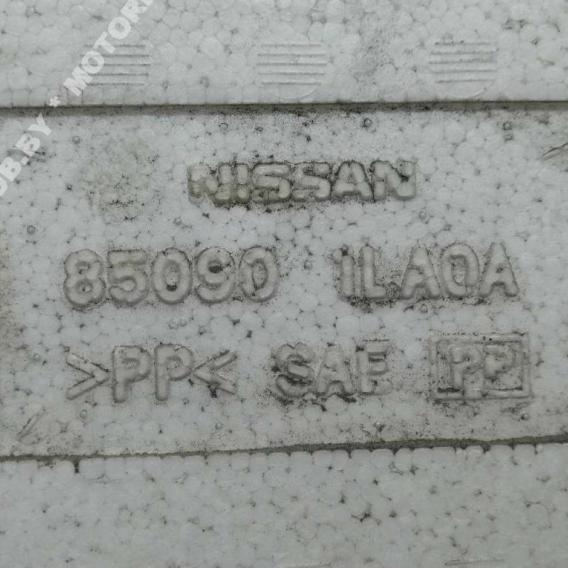 NISSAN
85090 1LA0A
>PP< SAF PP